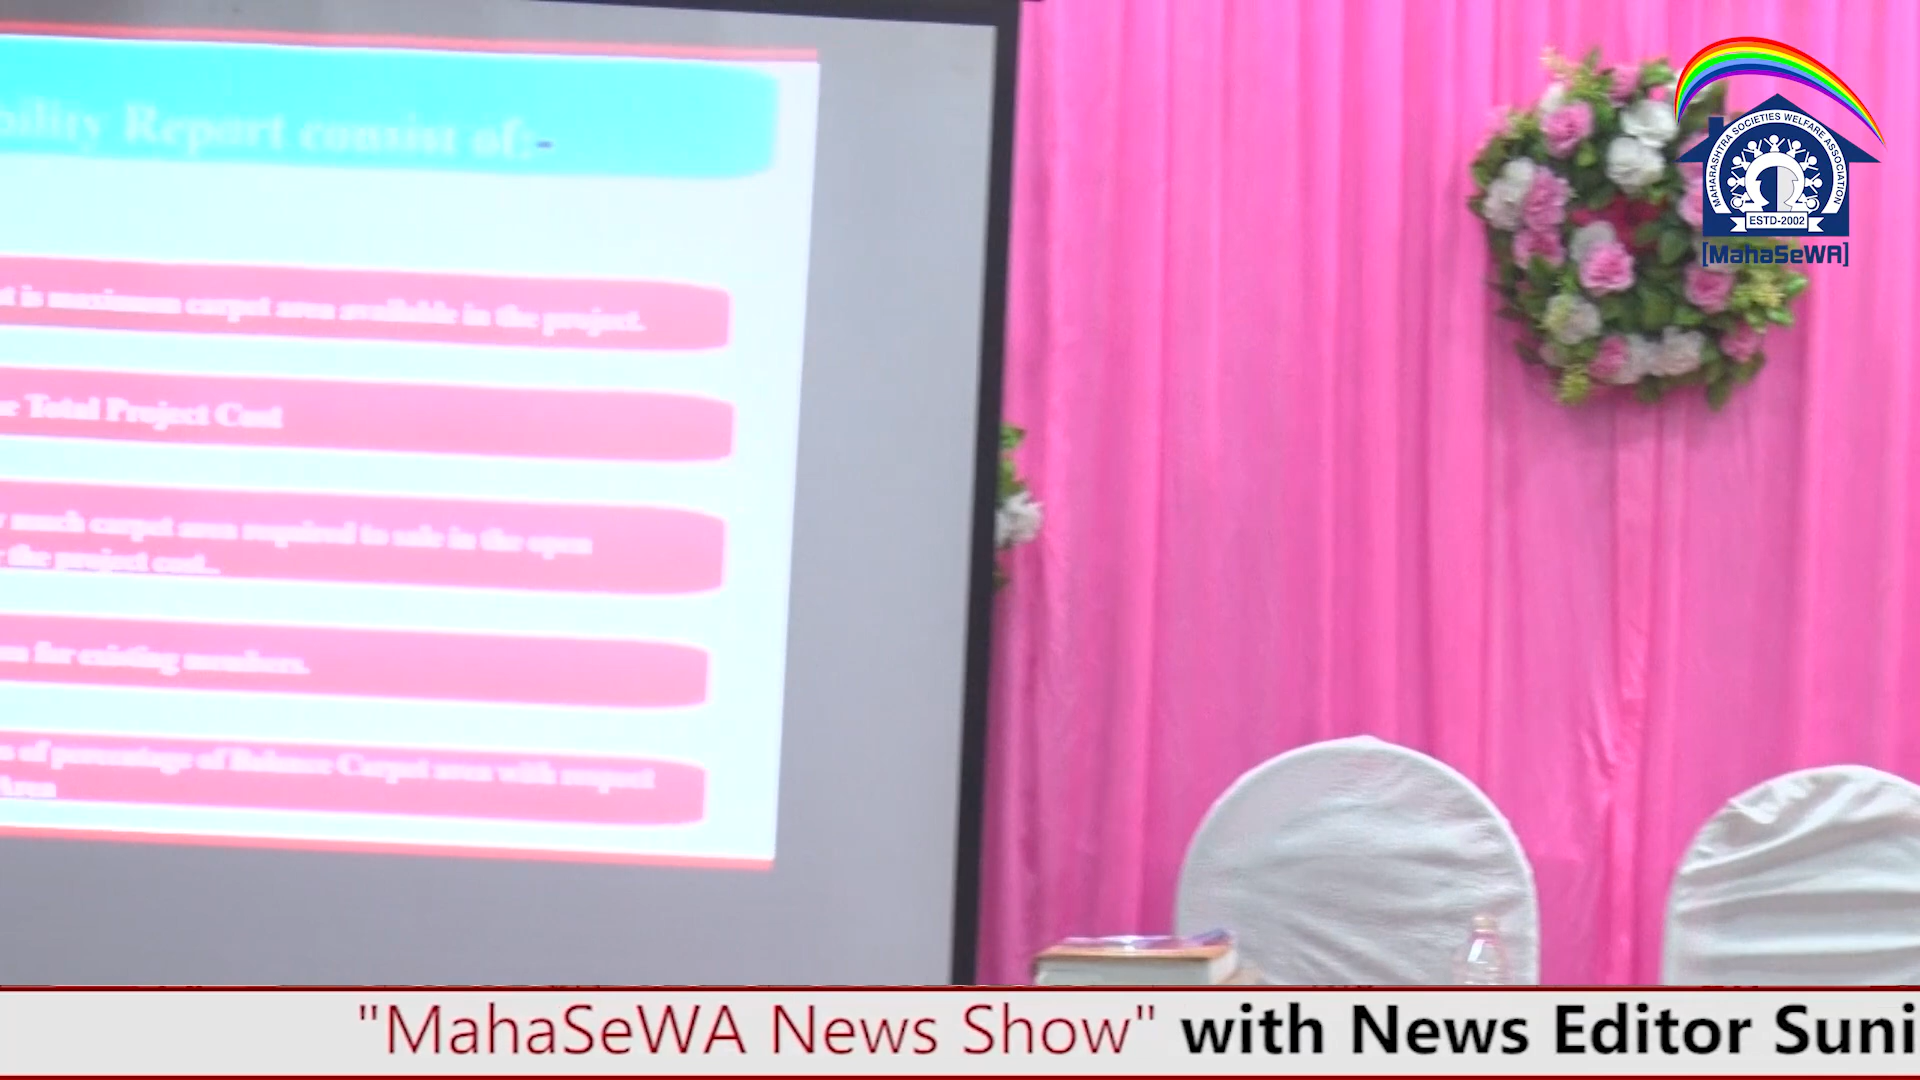 bility Report consist of:-
t is maximum carpet area available in the project.
e Total Project Cost
much carpet area required to sale in the open
the project cost..
for existing members.
of percentage of Balance Carpet area with respect
Area
MAHARASHTRA SOCIETIES WELFARE ASSOCIATION
ESTD-2002
[MahaSeWA]
"MahaSeWA News Show" with News Editor Suni